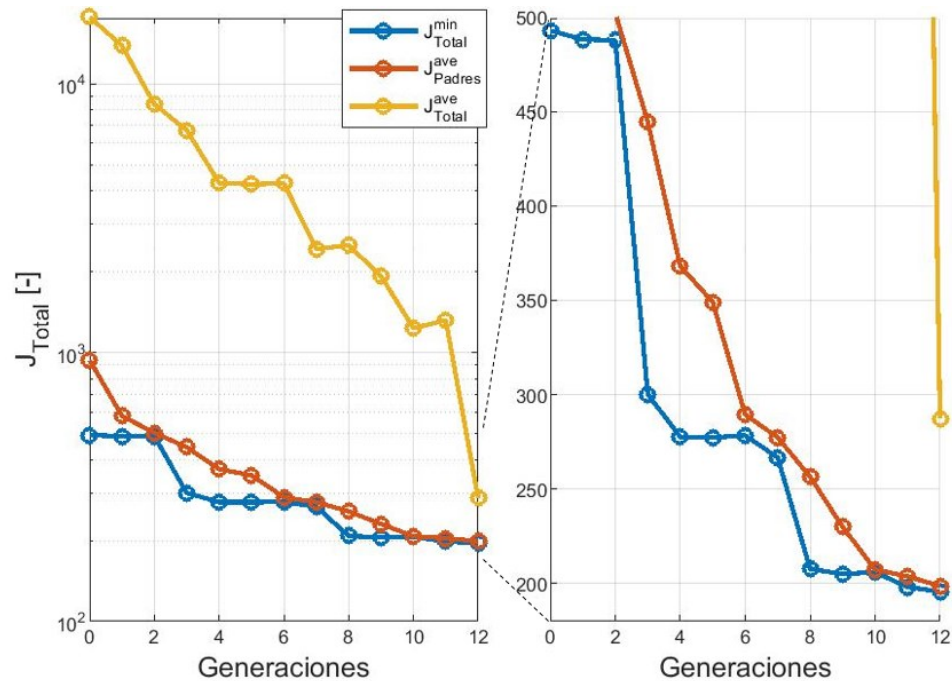 10^4
10^3
10^2
J_Total [-]
0 2 4 6 8 10 12
Generaciones
J^min_Total
J^ave_Padres
J^ave_Total
500
450
400
350
300
250
200
0 2 4 6 8 10 12
Generaciones